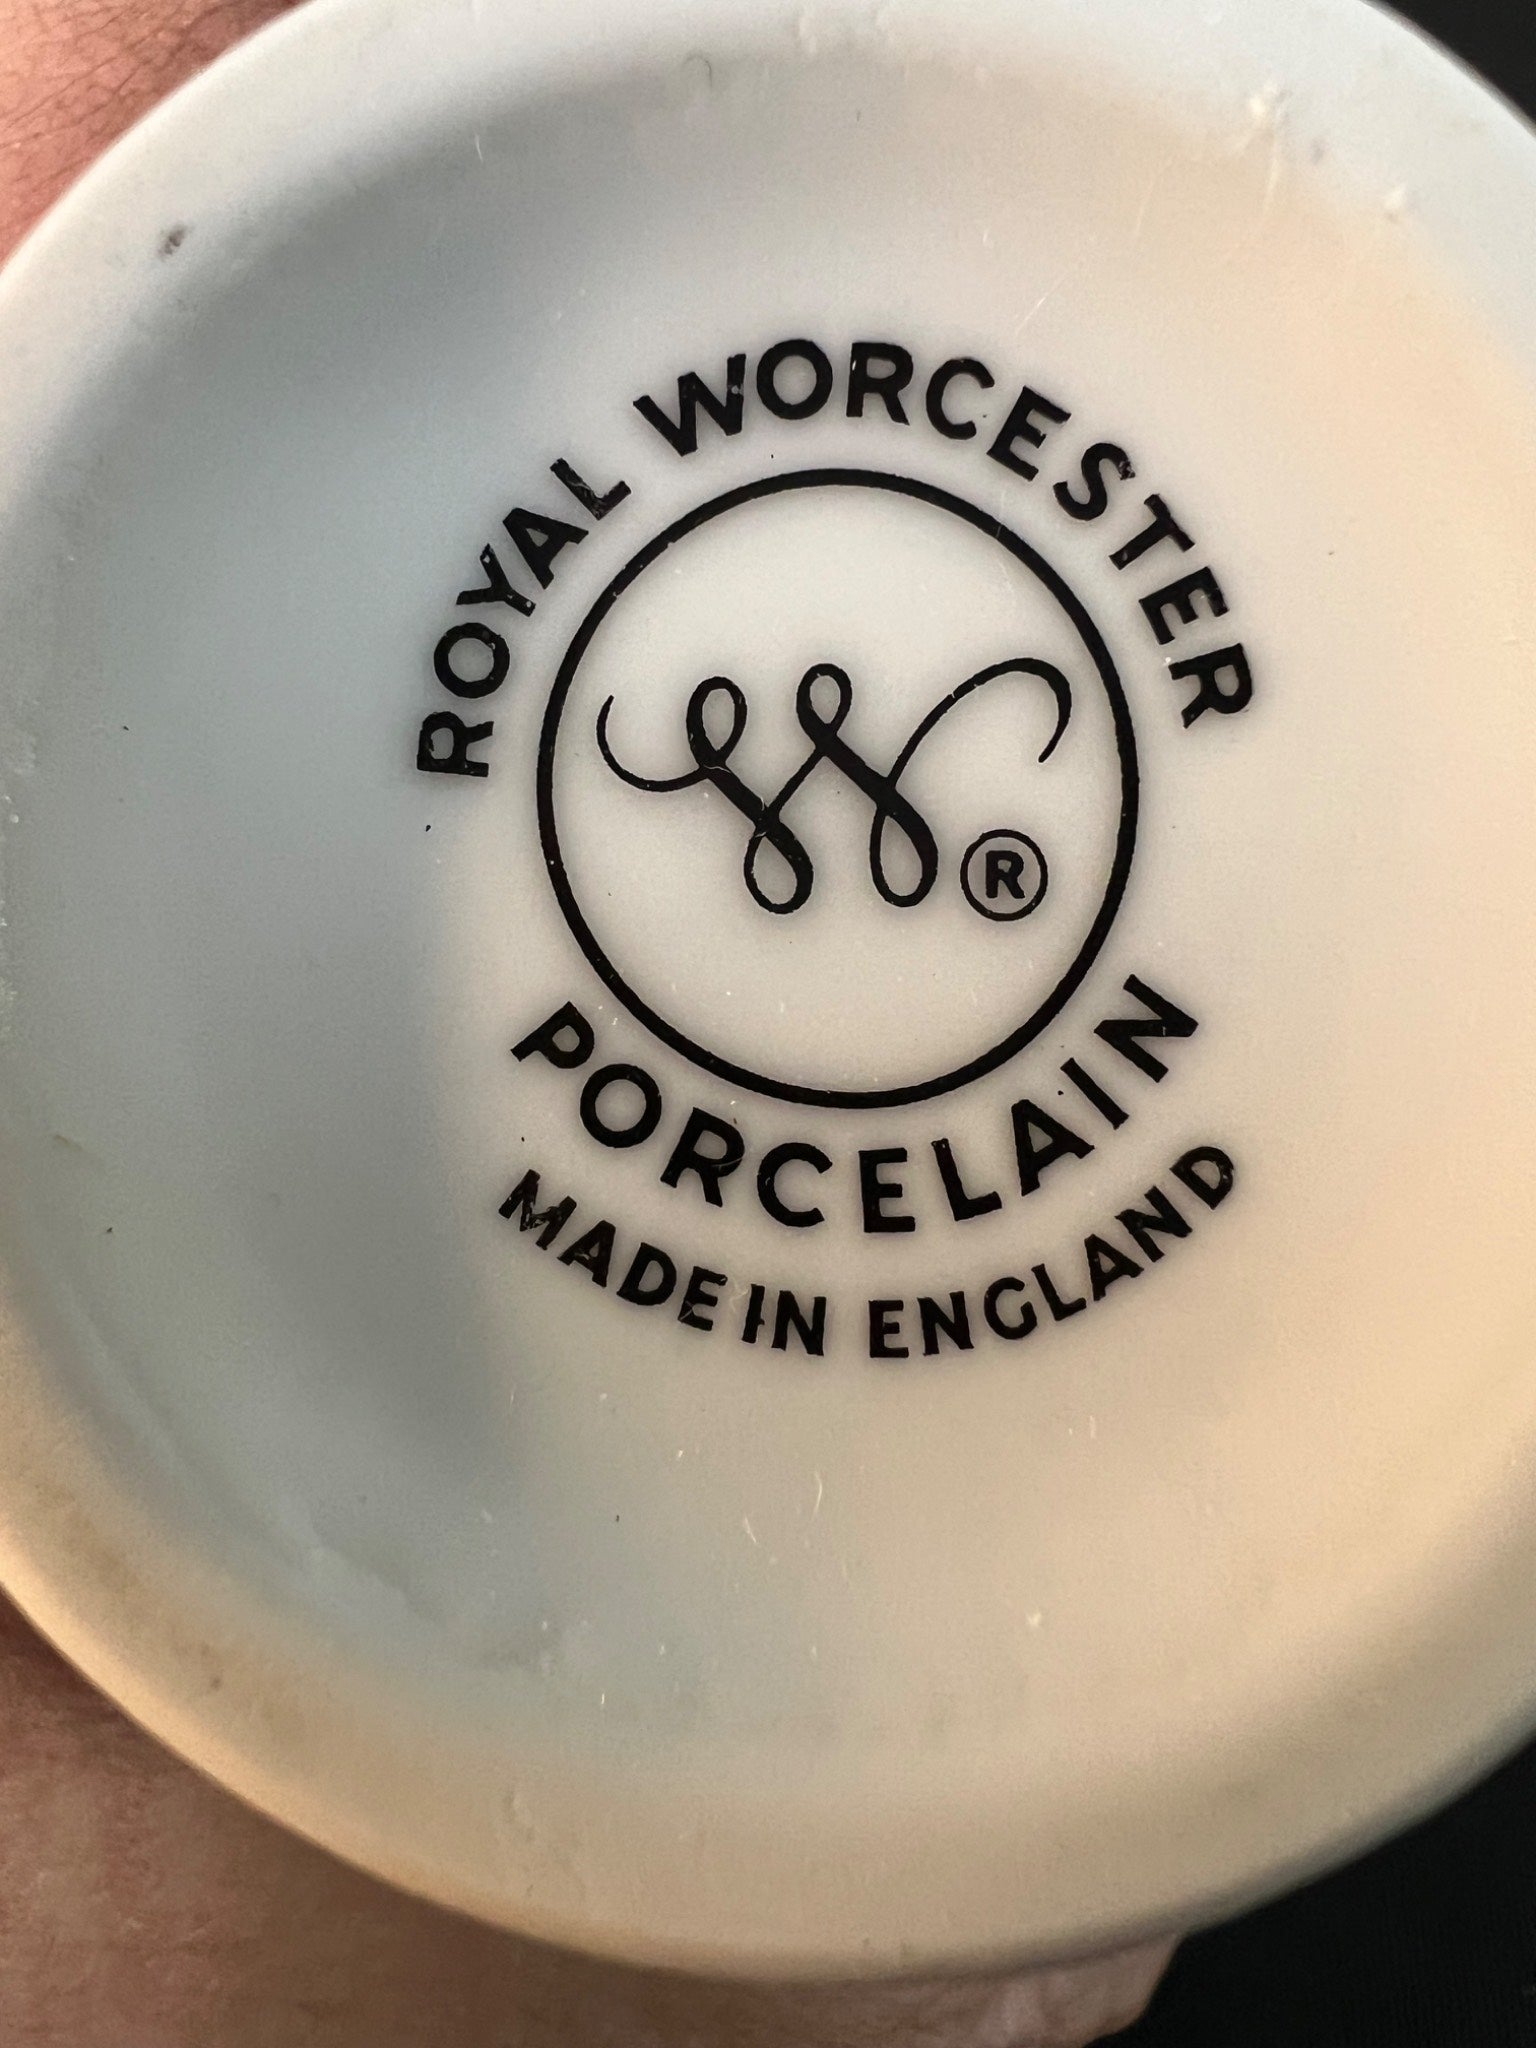 ROYAL WORCESTER
W®
PORCELAIN
MADE IN ENGLAND